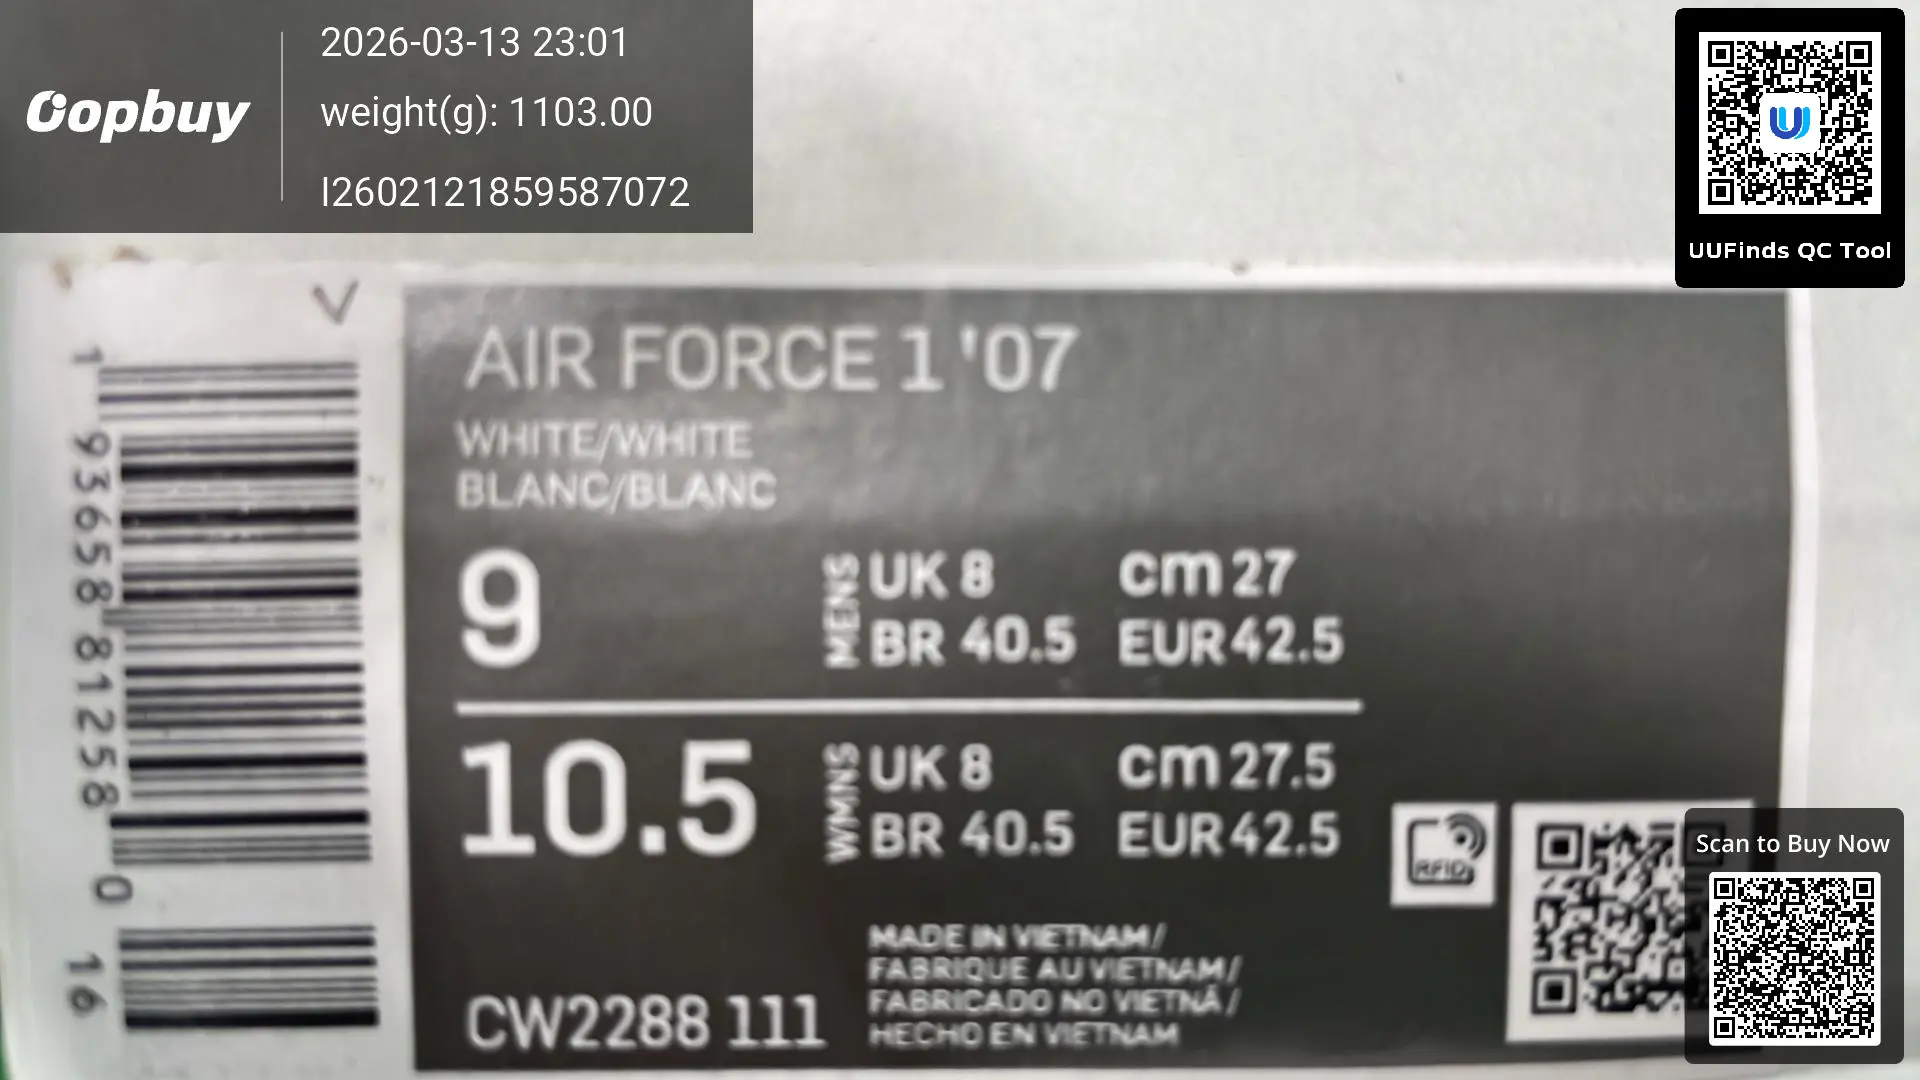 Oopbuy
2026-03-13 23:01
weight(g): 1103.00
I2602121859587072
UUFinds QC Tool
AIR FORCE 1 '07
WHITE/WHITE
BLANC/BLANC
9
MENS
UK 8 cm 27
BR 40.5 EUR 42.5
10.5
WMNS
UK 8 cm 27.5
BR 40.5 EUR 42.5
RFID
Scan to Buy Now
MADE IN VIETNAM/
FABRIQUE AU VIETNAM/
FABRICADO NO VIETNÃ/
HECHO EN VIETNAM
CW2288 111
1 93658 81258 0
16